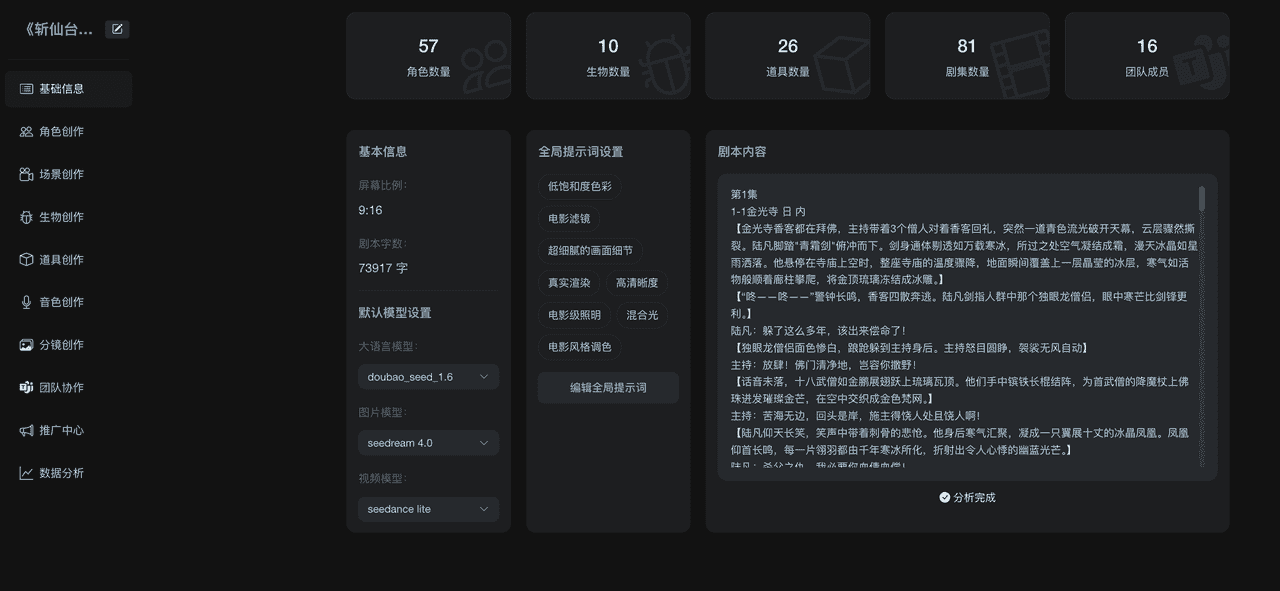 《斩仙台...
基础信息
角色创作
场景创作
生物创作
道具创作
音色创作
分镜创作
团队协作
推广中心
数据分析
57
角色数量
10
生物数量
26
道具数量
81
剧集数量
16
团队成员
基本信息
屏幕比例：
9:16
剧本字数：
73917 字
默认模型设置
大语言模型：
doubao_seed_1.6
图片模型：
seedream 4.0
视频模型：
seedance lite
全局提示词设置
低饱和度色彩
电影滤镜
超细腻的画面细节
真实渲染 高清晰度
电影级照明 混合光
电影风格调色
编辑全局提示词
剧本内容
第1集
1-1金光寺 日 内
【金光寺香客都在拜佛，主持带着3个僧人对着香客回礼，突然一道青色流光破开天幕，云层骤然撕
裂。陆凡脚踏"青霜剑"俯冲而下。剑身通体剔透如万载寒冰，所过之处空气凝结成霜，漫天冰晶如星
雨洒落。他悬停在寺庙上空时，整座寺庙的温度骤降，地面瞬间覆盖上一层晶莹的冰层，寒气如活
物般顺着廊柱攀爬，将金顶琉璃冻结成冰雕。】
【“咚——咚——”警钟长鸣，香客四散奔逃。陆凡剑指人群中那个独眼龙僧侣，眼中寒芒比剑锋更
利。】
陆凡：躲了这么多年，该出来偿命了！
【独眼龙僧侣面色惨白，踉跄躲到主持身后。主持怒目圆睁，袈裟无风自动】
主持：放肆！佛门清净地，岂容你撒野！
【话音未落，十八武僧如金鹏展翅跃上琉璃瓦顶。他们手中镔铁长棍结阵，为首武僧的降魔杖上佛
珠迸发璀璨金芒，在空中交织成金色梵网。】
主持：苦海无边，回头是岸，施主得饶人处且饶人啊！
【陆凡仰天长笑，笑声中带着刺骨的悲怆。他身后寒气汇聚，凝成一只翼展十丈的冰晶凤凰。凤凰
仰首长鸣，每一片翎羽都由千年寒冰所化，折射出令人心悸的幽蓝光芒。】
陆凡：杀父之仇，我必要你血债血偿！
分析完成